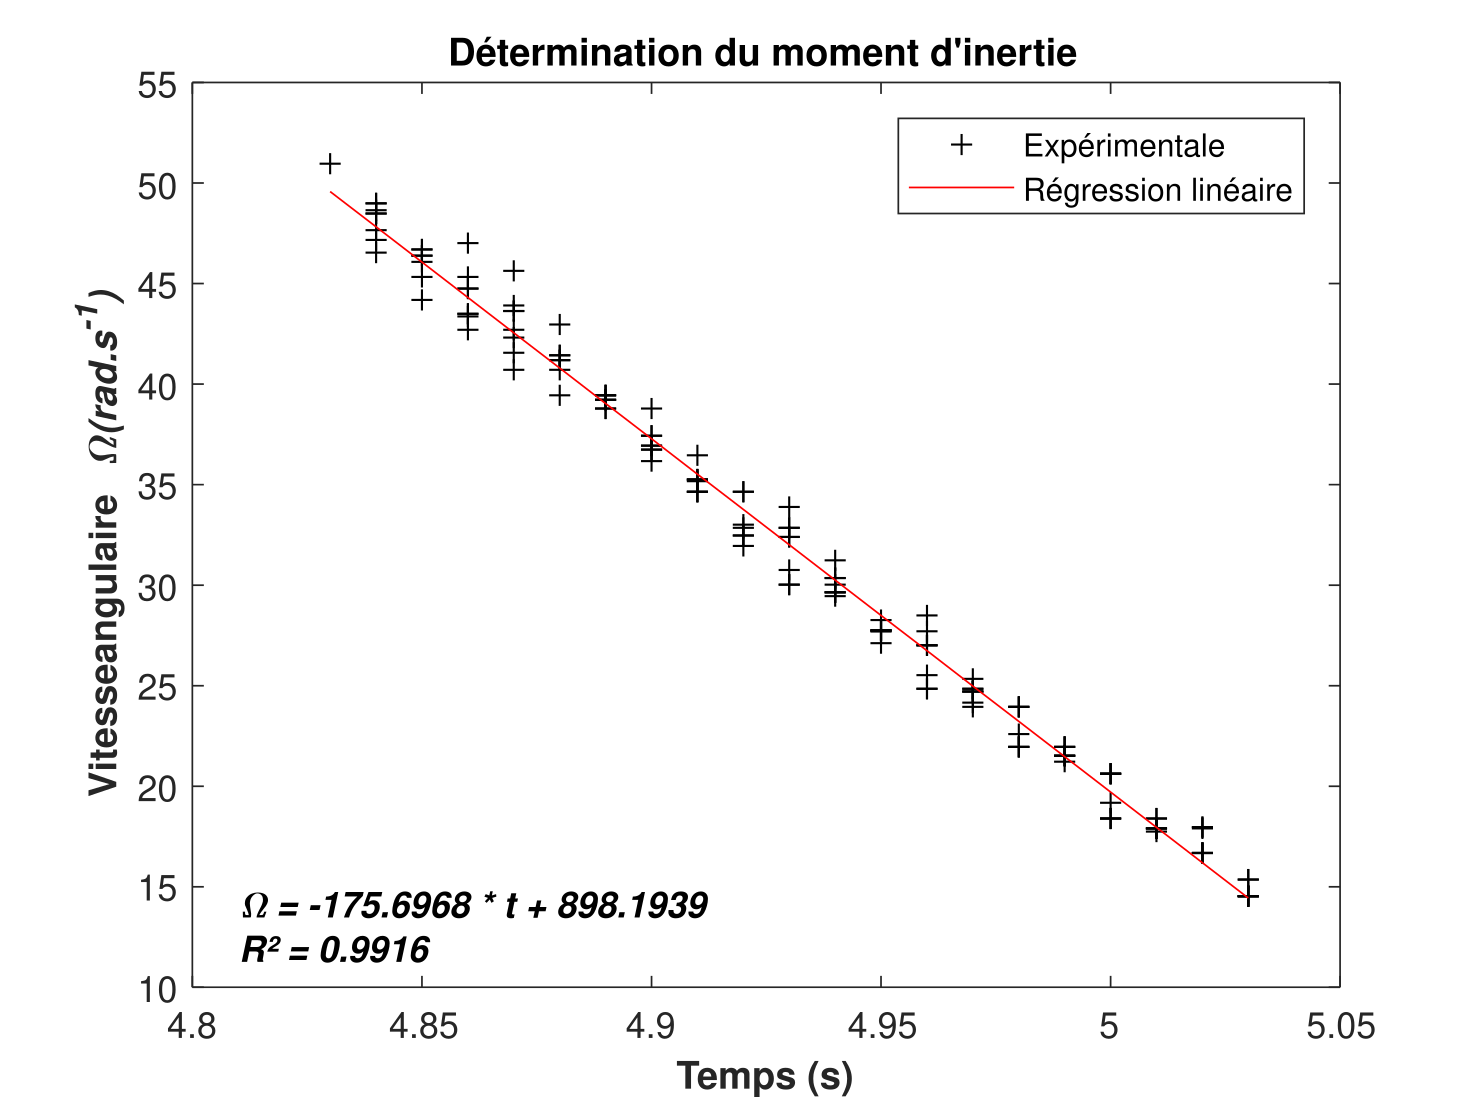 Détermination du moment d'inertie
55
50
45
40
35
30
25
20
15
10
Vitesseangulaire Ω(rad.s-1)
Expérimentale
Régression linéaire
Ω = -175.6968 * t + 898.1939
R² = 0.9916
4.8 4.85 4.9 4.95 5 5.05
Temps (s)